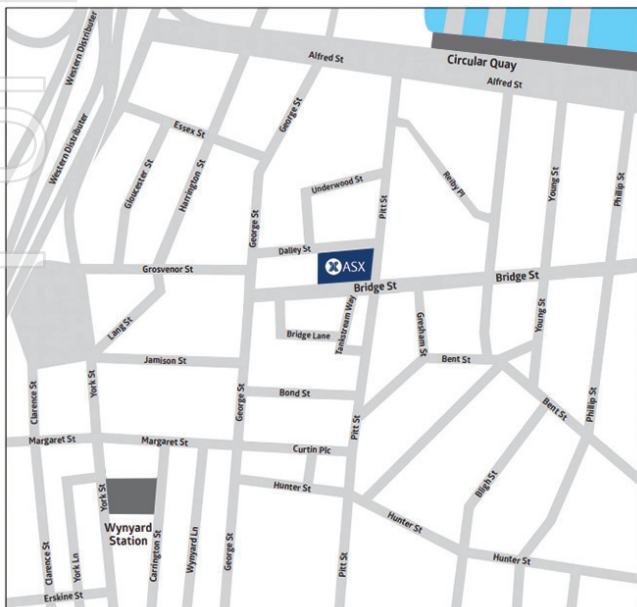 Circular Quay
Alfred St
Alfred St
Western Distributer
Western Distributer
Essex St
George St
Gloucester St
Harrington St
Underwood St
Reiby Pl
Pitt St
Young St
Phillip St
George St
Dalley St
ASX
Grosvenor St
Bridge St
Bridge St
Lang St
Bridge Lane
Tankstream Way
Gresham St
Young St
Jamison St
Bent St
Clarence St
York St
George St
Bond St
Pitt St
Bent St
Phillip St
Margaret St
Margaret St
Curtin Plc
Hunter St
Bligh St
York St
Wynyard
Station
Hunter St
Hunter St
Clarence St
York Ln
Carrington St
Wynyard Ln
George St
Pitt St
Erskine St